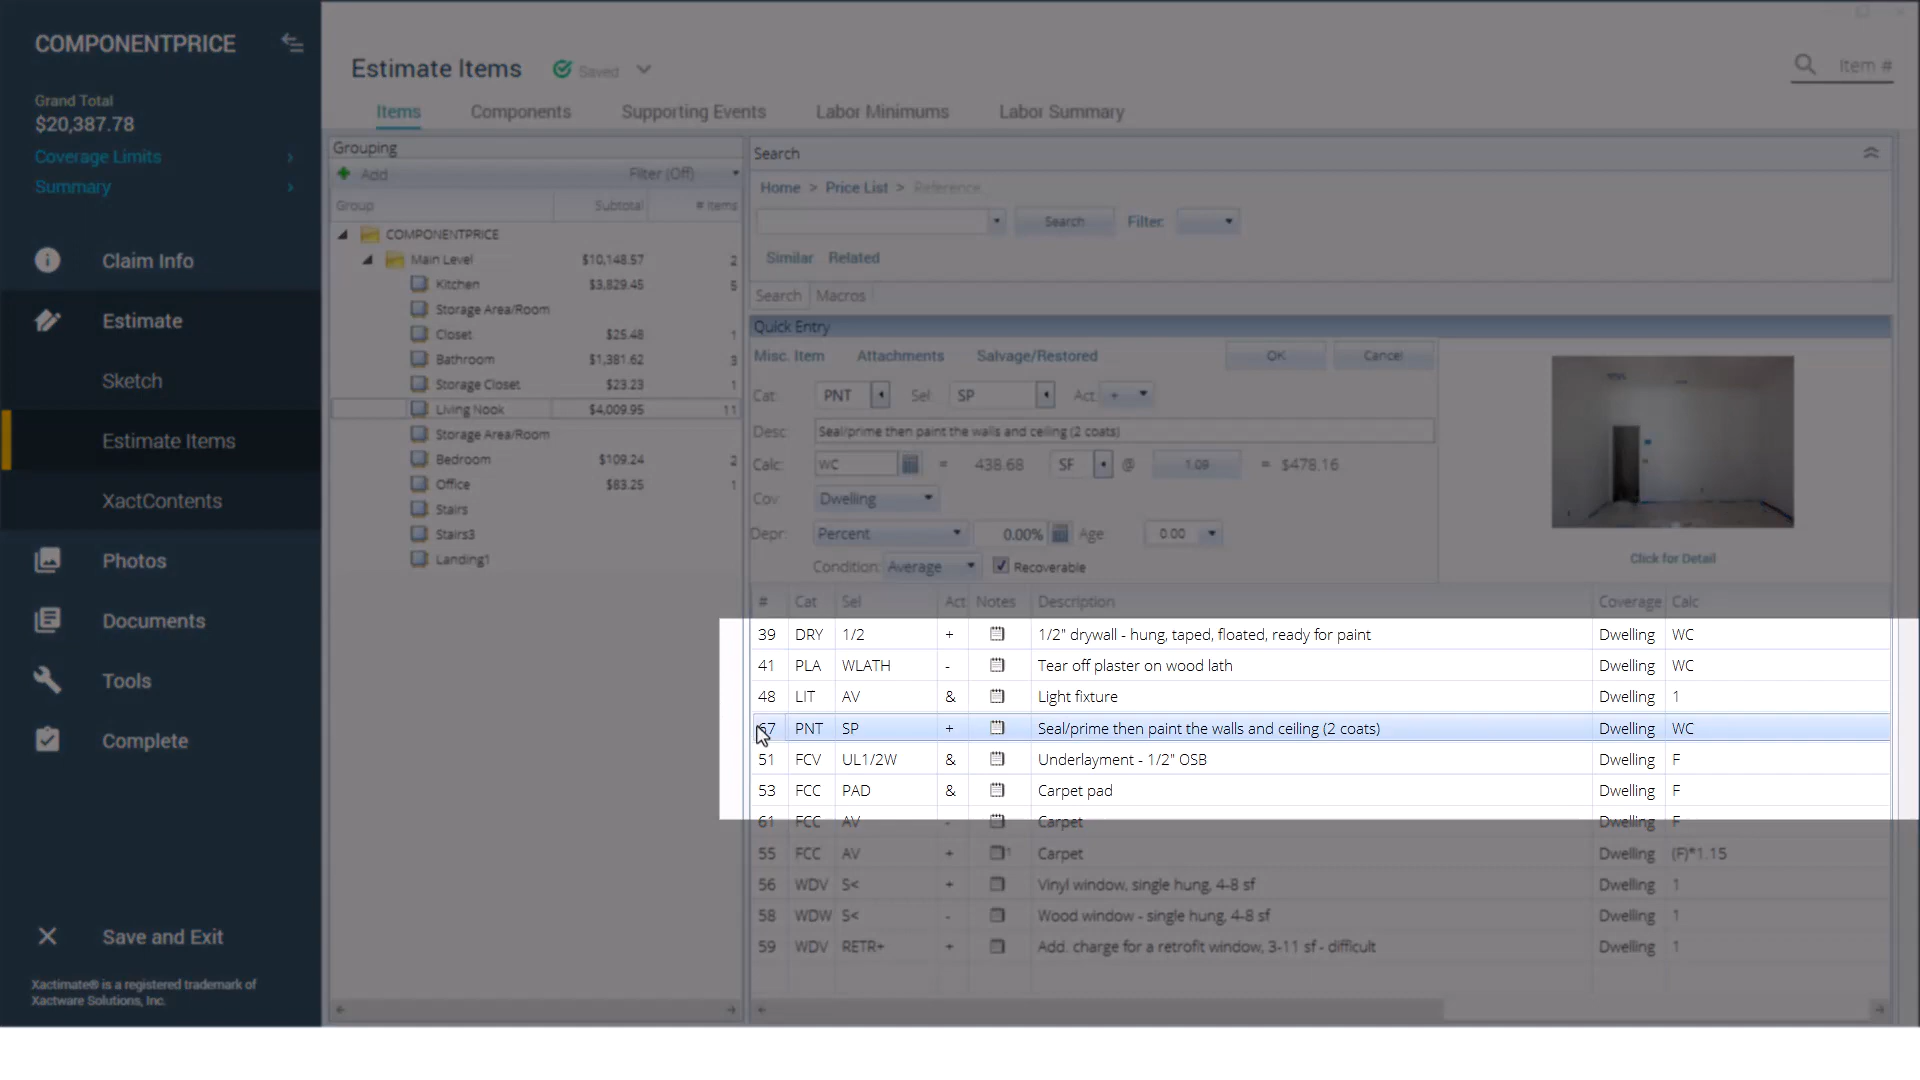 COMPONENTPRICE
Grand Total
$20,387.78
Coverage Limits
Summary
Claim Info
Estimate
Sketch
Estimate Items
XactContents
Photos
Documents
Tools
Complete
Save and Exit
Xactimate® is a registered trademark of
Xactware Solutions, Inc.
Estimate Items Saved
Item #
Items Components Supporting Events Labor Minimums Labor Summary
Grouping
Add Filter (Off)
Group Subtotal # Items
COMPONENTPRICE
Main Level $10,148.57 2
Kitchen $3,829.45 5
Storage Area/Room
Closet $25.48 1
Bathroom $1,381.62 3
Storage Closet $23.23 1
Living Nook $4,009.95 11
Storage Area/Room
Bedroom $109.24 2
Office $83.25 1
Stairs
Stairs3
Landing1
Search
Home > Price List > Reference
Search Filter:
Similar Related
Search Macros
Quick Entry
Misc. Item Attachments Salvage/Restored OK Cancel
Cat: PNT Sel: SP Act: +
Desc: Seal/prime then paint the walls and ceiling (2 coats)
Calc: WC = 438.68 SF @ 1.09 = $478.16
Cov: Dwelling
Depr: Percent 0.00% Age: 0.00
Condition: Average Recoverable
Click for Detail
# Cat Sel Act Notes Description Coverage Calc
39 DRY 1/2 + 1/2" drywall - hung, taped, floated, ready for paint Dwelling WC
41 PLA WLATH - Tear off plaster on wood lath Dwelling WC
48 LIT AV & Light fixture Dwelling 1
67 PNT SP + Seal/prime then paint the walls and ceiling (2 coats) Dwelling WC
51 FCV UL1/2W & Underlayment - 1/2" OSB Dwelling F
53 FCC PAD & Carpet pad Dwelling F
61 FCC AV - Carpet Dwelling F
55 FCC AV + 1 Carpet Dwelling (F)*1.15
56 WDV S< + Vinyl window, single hung, 4-8 sf Dwelling 1
58 WDW S< - Wood window - single hung, 4-8 sf Dwelling 1
59 WDV RETR+ + Add. charge for a retrofit window, 3-11 sf - difficult Dwelling 1